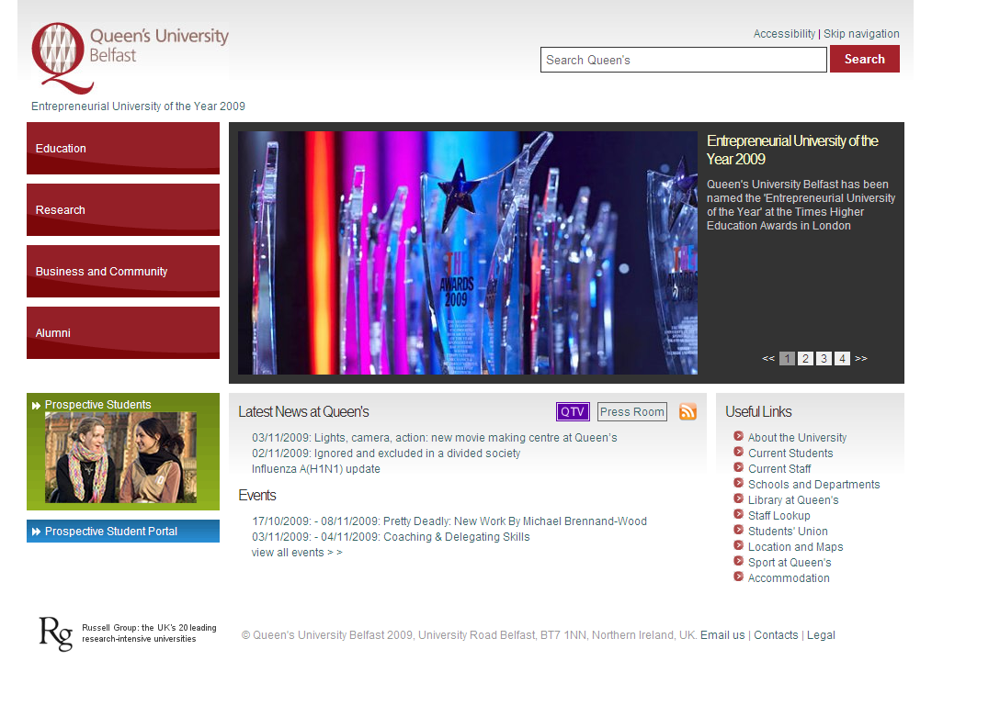 Queen's University
Belfast
Accessibility | Skip navigation
Search Queen's
Search
Entrepreneurial University of the Year 2009
Education
Research
Business and Community
Alumni
THE
AWARDS
2009
Entrepreneurial University of the
Year 2009
Queen's University Belfast has been
named the 'Entrepreneurial University
of the Year' at the Times Higher
Education Awards in London
<< 1 2 3 4 >>
Prospective Students
Prospective Student Portal
Latest News at Queen's
QTV
Press Room
03/11/2009: Lights, camera, action: new movie making centre at Queen's
02/11/2009: Ignored and excluded in a divided society
Influenza A(H1N1) update
Events
17/10/2009: - 08/11/2009: Pretty Deadly: New Work By Michael Brennand-Wood
03/11/2009: - 04/11/2009: Coaching & Delegating Skills
view all events > >
Useful Links
About the University
Current Students
Current Staff
Schools and Departments
Library at Queen's
Staff Lookup
Students' Union
Location and Maps
Sport at Queen's
Accommodation
Rg
Russell Group: the UK's 20 leading
research-intensive universities
© Queen's University Belfast 2009, University Road Belfast, BT7 1NN, Northern Ireland, UK. Email us | Contacts | Legal